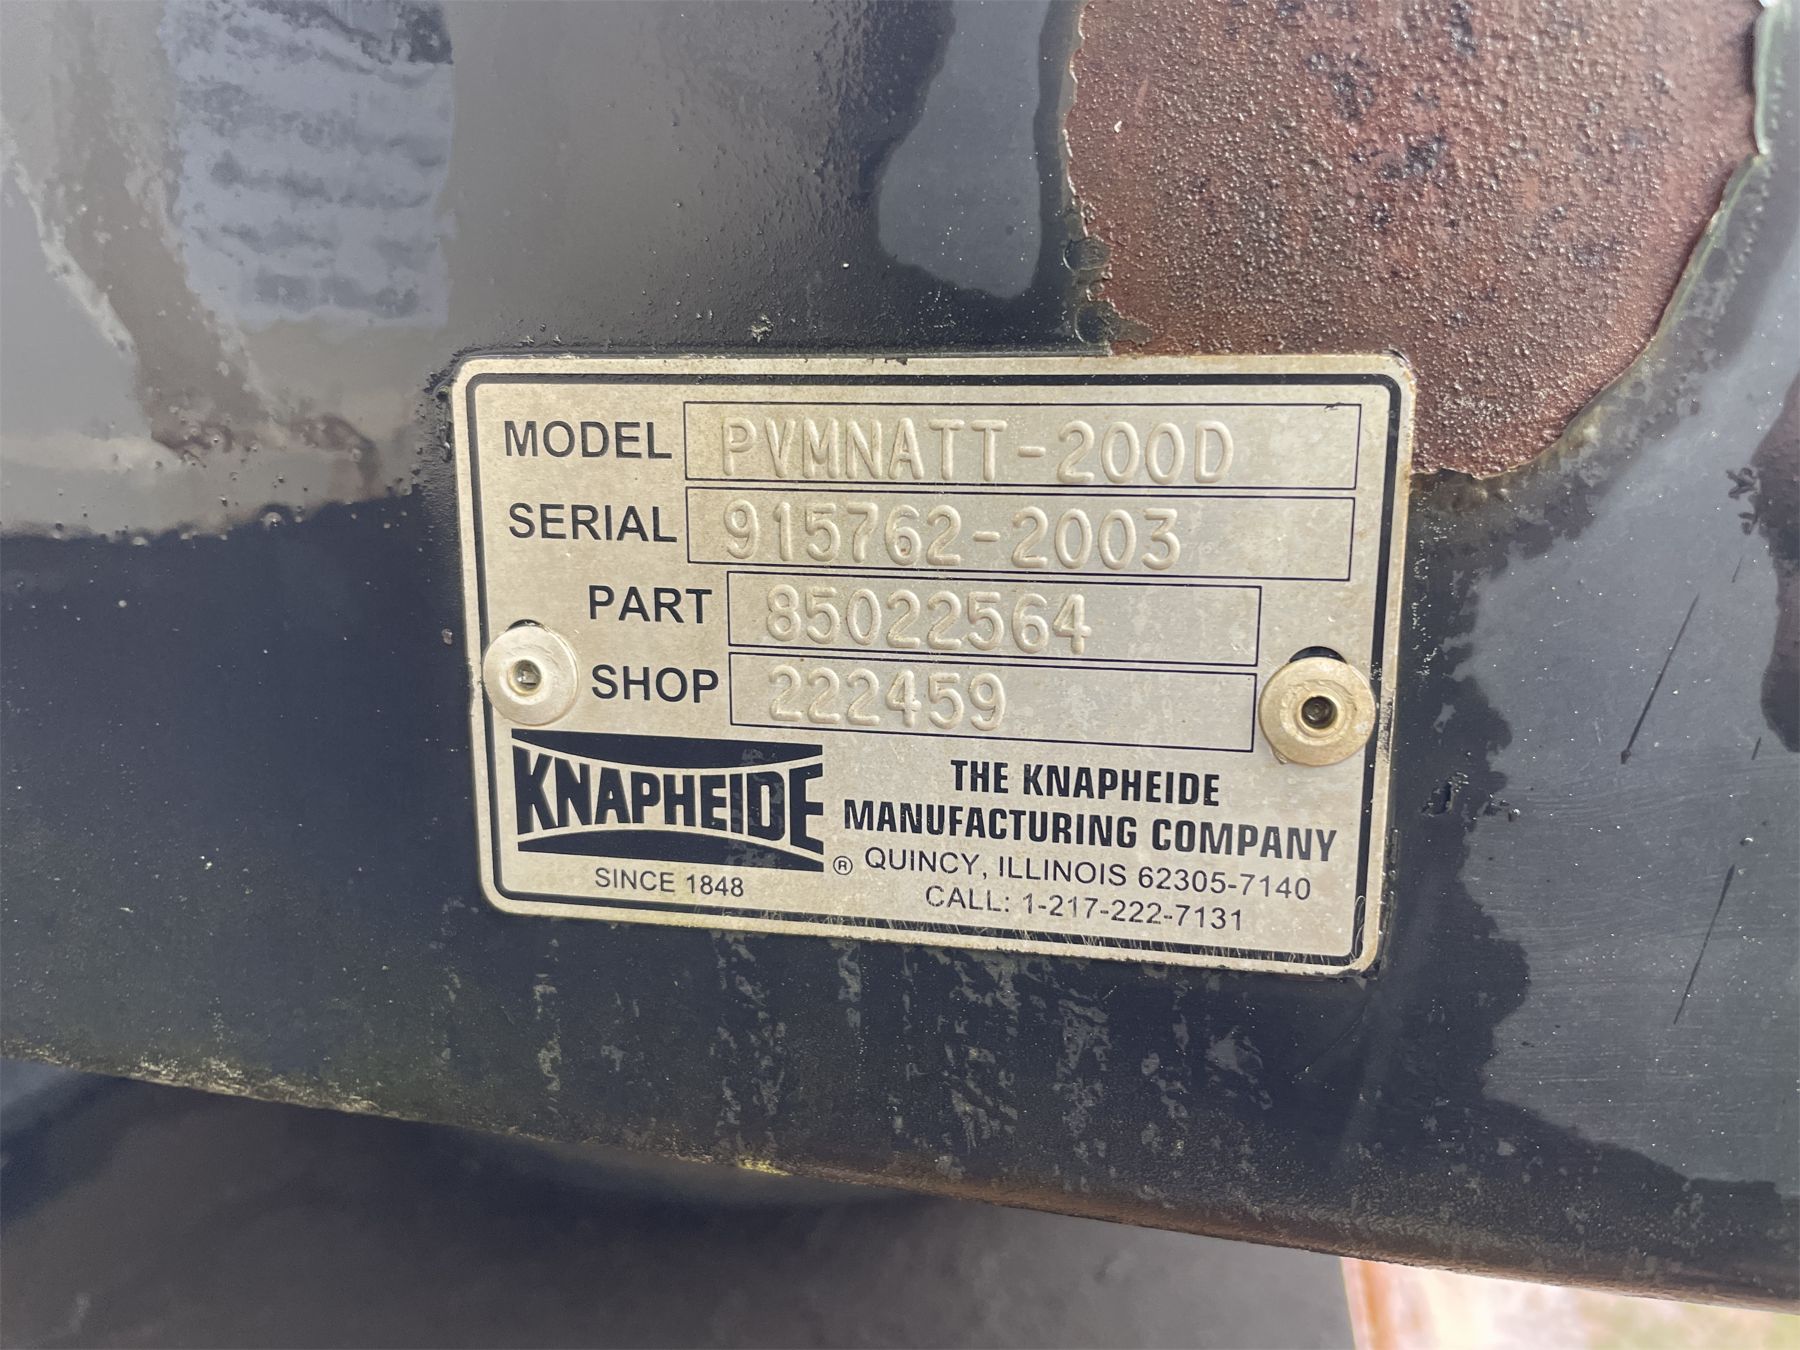 MODEL PVMNATT-200D
SERIAL 915762-2003
PART 85022564
SHOP 222459
KNAPHEIDE ®
SINCE 1848
THE KNAPHEIDE
MANUFACTURING COMPANY
QUINCY, ILLINOIS 62305-7140
CALL: 1-217-222-7131